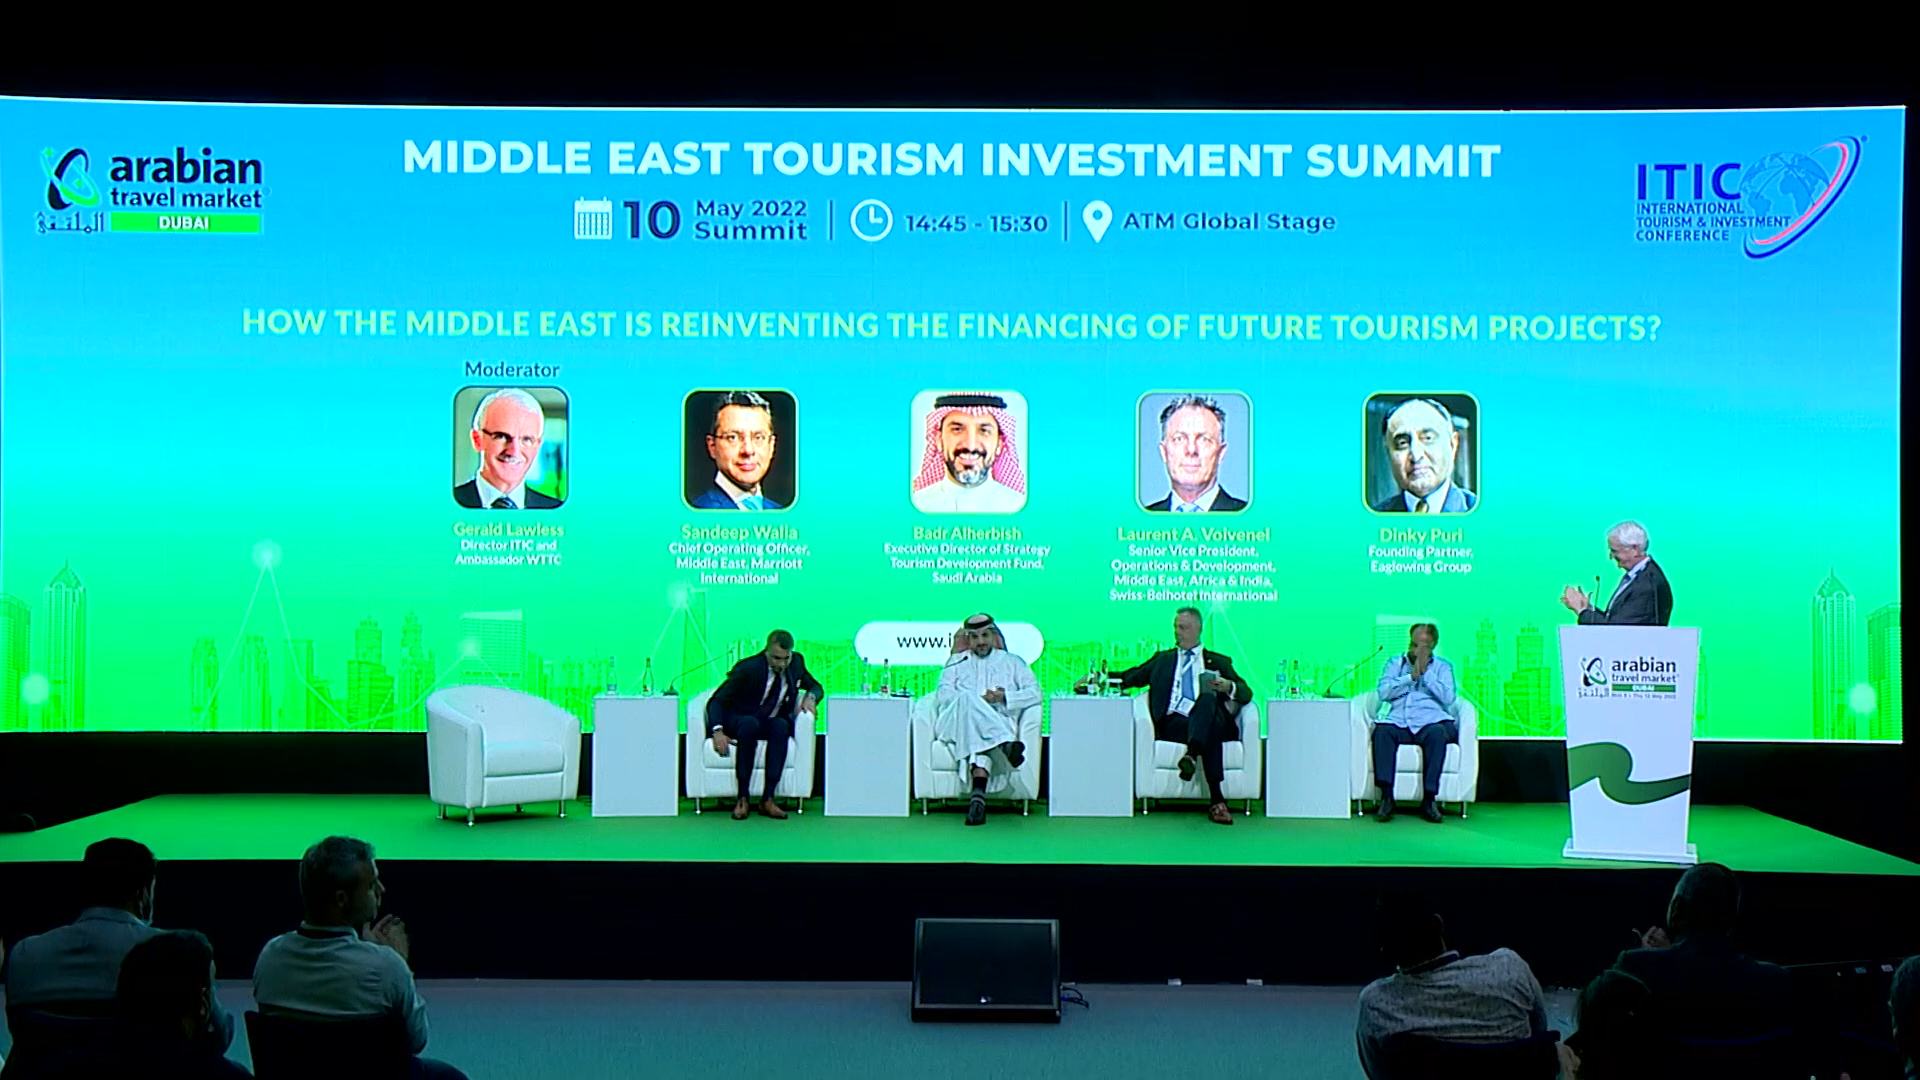 arabian
travel market
الملتقى
DUBAI
MIDDLE EAST TOURISM INVESTMENT SUMMIT
10 May 2022 Summit
14:45 - 15:30
ATM Global Stage
ITIC
INTERNATIONAL
TOURISM & INVESTMENT
CONFERENCE
HOW THE MIDDLE EAST IS REINVENTING THE FINANCING OF FUTURE TOURISM PROJECTS?
Moderator
Gerald Lawless
Director ITIC and
Ambassador WTTC
Sandeep Walia
Chief Operating Officer,
Middle East, Marriott
International
Badr Alherbish
Executive Director of Strategy
Tourism Development Fund,
Saudi Arabia
Laurent A. Voivenel
Senior Vice President,
Operations & Development,
Middle East, Africa & India,
Swiss-Belhotel International
Dinky Puri
Founding Partner,
Eaglewing Group
www.i
arabian
travel market
DUBAI